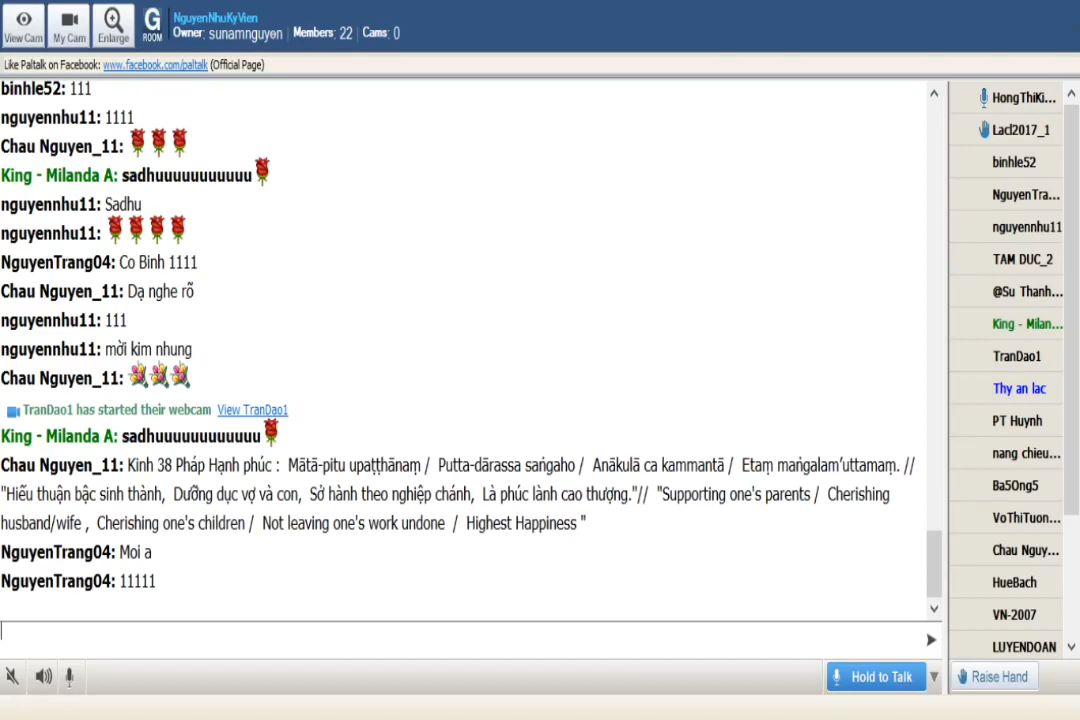 View Cam
My Cam
Enlarge
G
ROOM
NguyenNhuKyVien
Owner: sunamnguyen | Members: 22 | Cams: 0
Like Paltalk on Facebook: www.facebook.com/paltalk (Official Page)
binhle52: 111
nguyennhu11: 1111
Chau Nguyen_11:
King - Milanda A: sadhuuuuuuuuuuu
nguyennhu11: Sadhu
nguyennhu11:
NguyenTrang04: Co Binh 1111
Chau Nguyen_11: Dạ nghe rõ
nguyennhu11: 111
nguyennhu11: mời kim nhung
Chau Nguyen_11:
TranDao1 has started their webcam View TranDao1
King - Milanda A: sadhuuuuuuuuuuuu
Chau Nguyen_11: Kinh 38 Pháp Hạnh phúc : Mātā-pitu upaṭṭhānaṃ / Putta-dārassa saṅgaho / Anākulā ca kammantā / Etaṃ maṅgalam’uttamaṃ. //
"Hiếu thuận bậc sinh thành, Dưỡng dục vợ và con, Sở hành theo nghiệp chánh, Là phúc lành cao thượng."// "Supporting one's parents / Cherishing
husband/wife , Cherishing one's children / Not leaving one's work undone / Highest Happiness "
NguyenTrang04: Moi a
NguyenTrang04: 11111
HongThiKi...
Lacl2017_1
binhle52
NguyenTra...
nguyennhu11
TAM DUC_2
@Su Thanh...
King - Milan...
TranDao1
Thy an lac
PT Huynh
nang chieu...
Ba5Ong5
VoThiTuon...
Chau Nguy...
HueBach
VN-2007
LUYENDOAN
Hold to Talk
Raise Hand